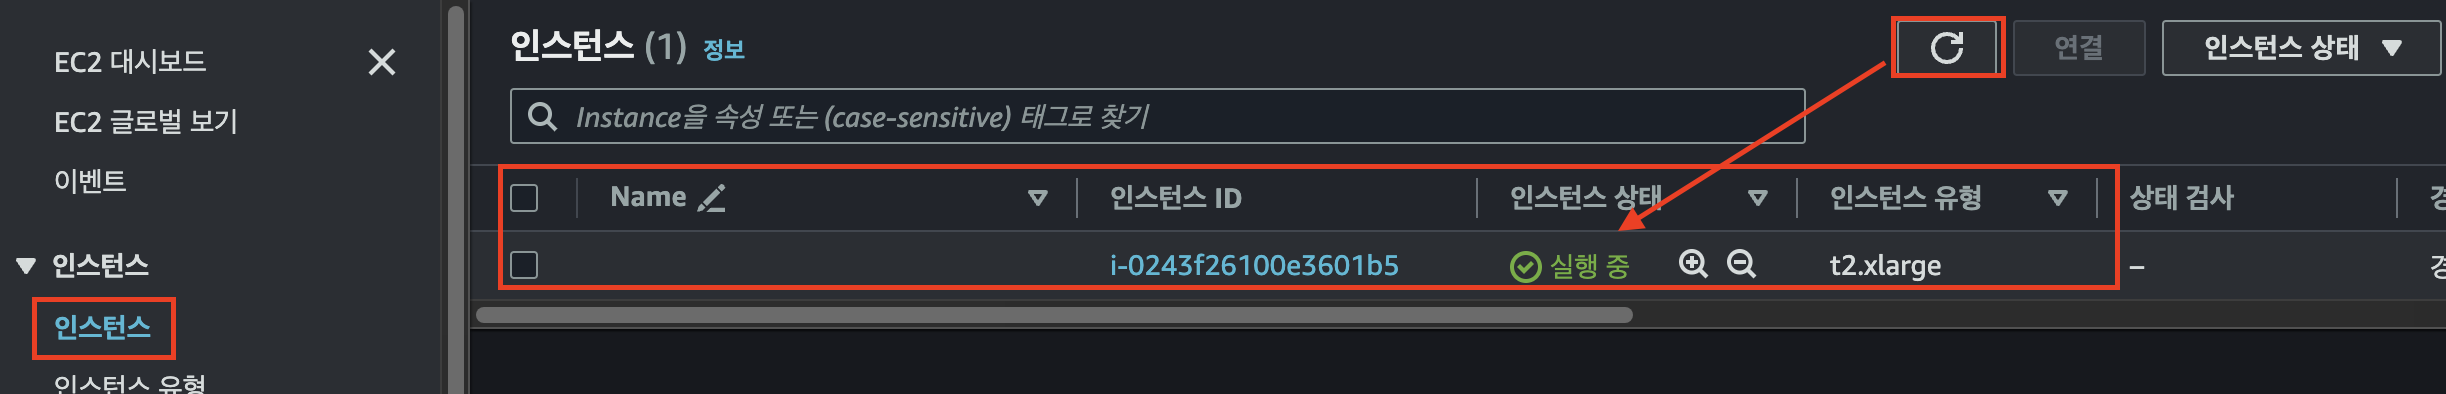 EC2 대시보드
EC2 글로벌 보기
이벤트
인스턴스
인스턴스
인스턴스 유형
인스턴스 (1) 정보
연결
인스턴스 상태
Instance을 속성 또는 (case-sensitive) 태그로 찾기
Name 인스턴스 ID 인스턴스 상태 인스턴스 유형 상태 검사
i-0243f26100e3601b5 실행 중 t2.xlarge –